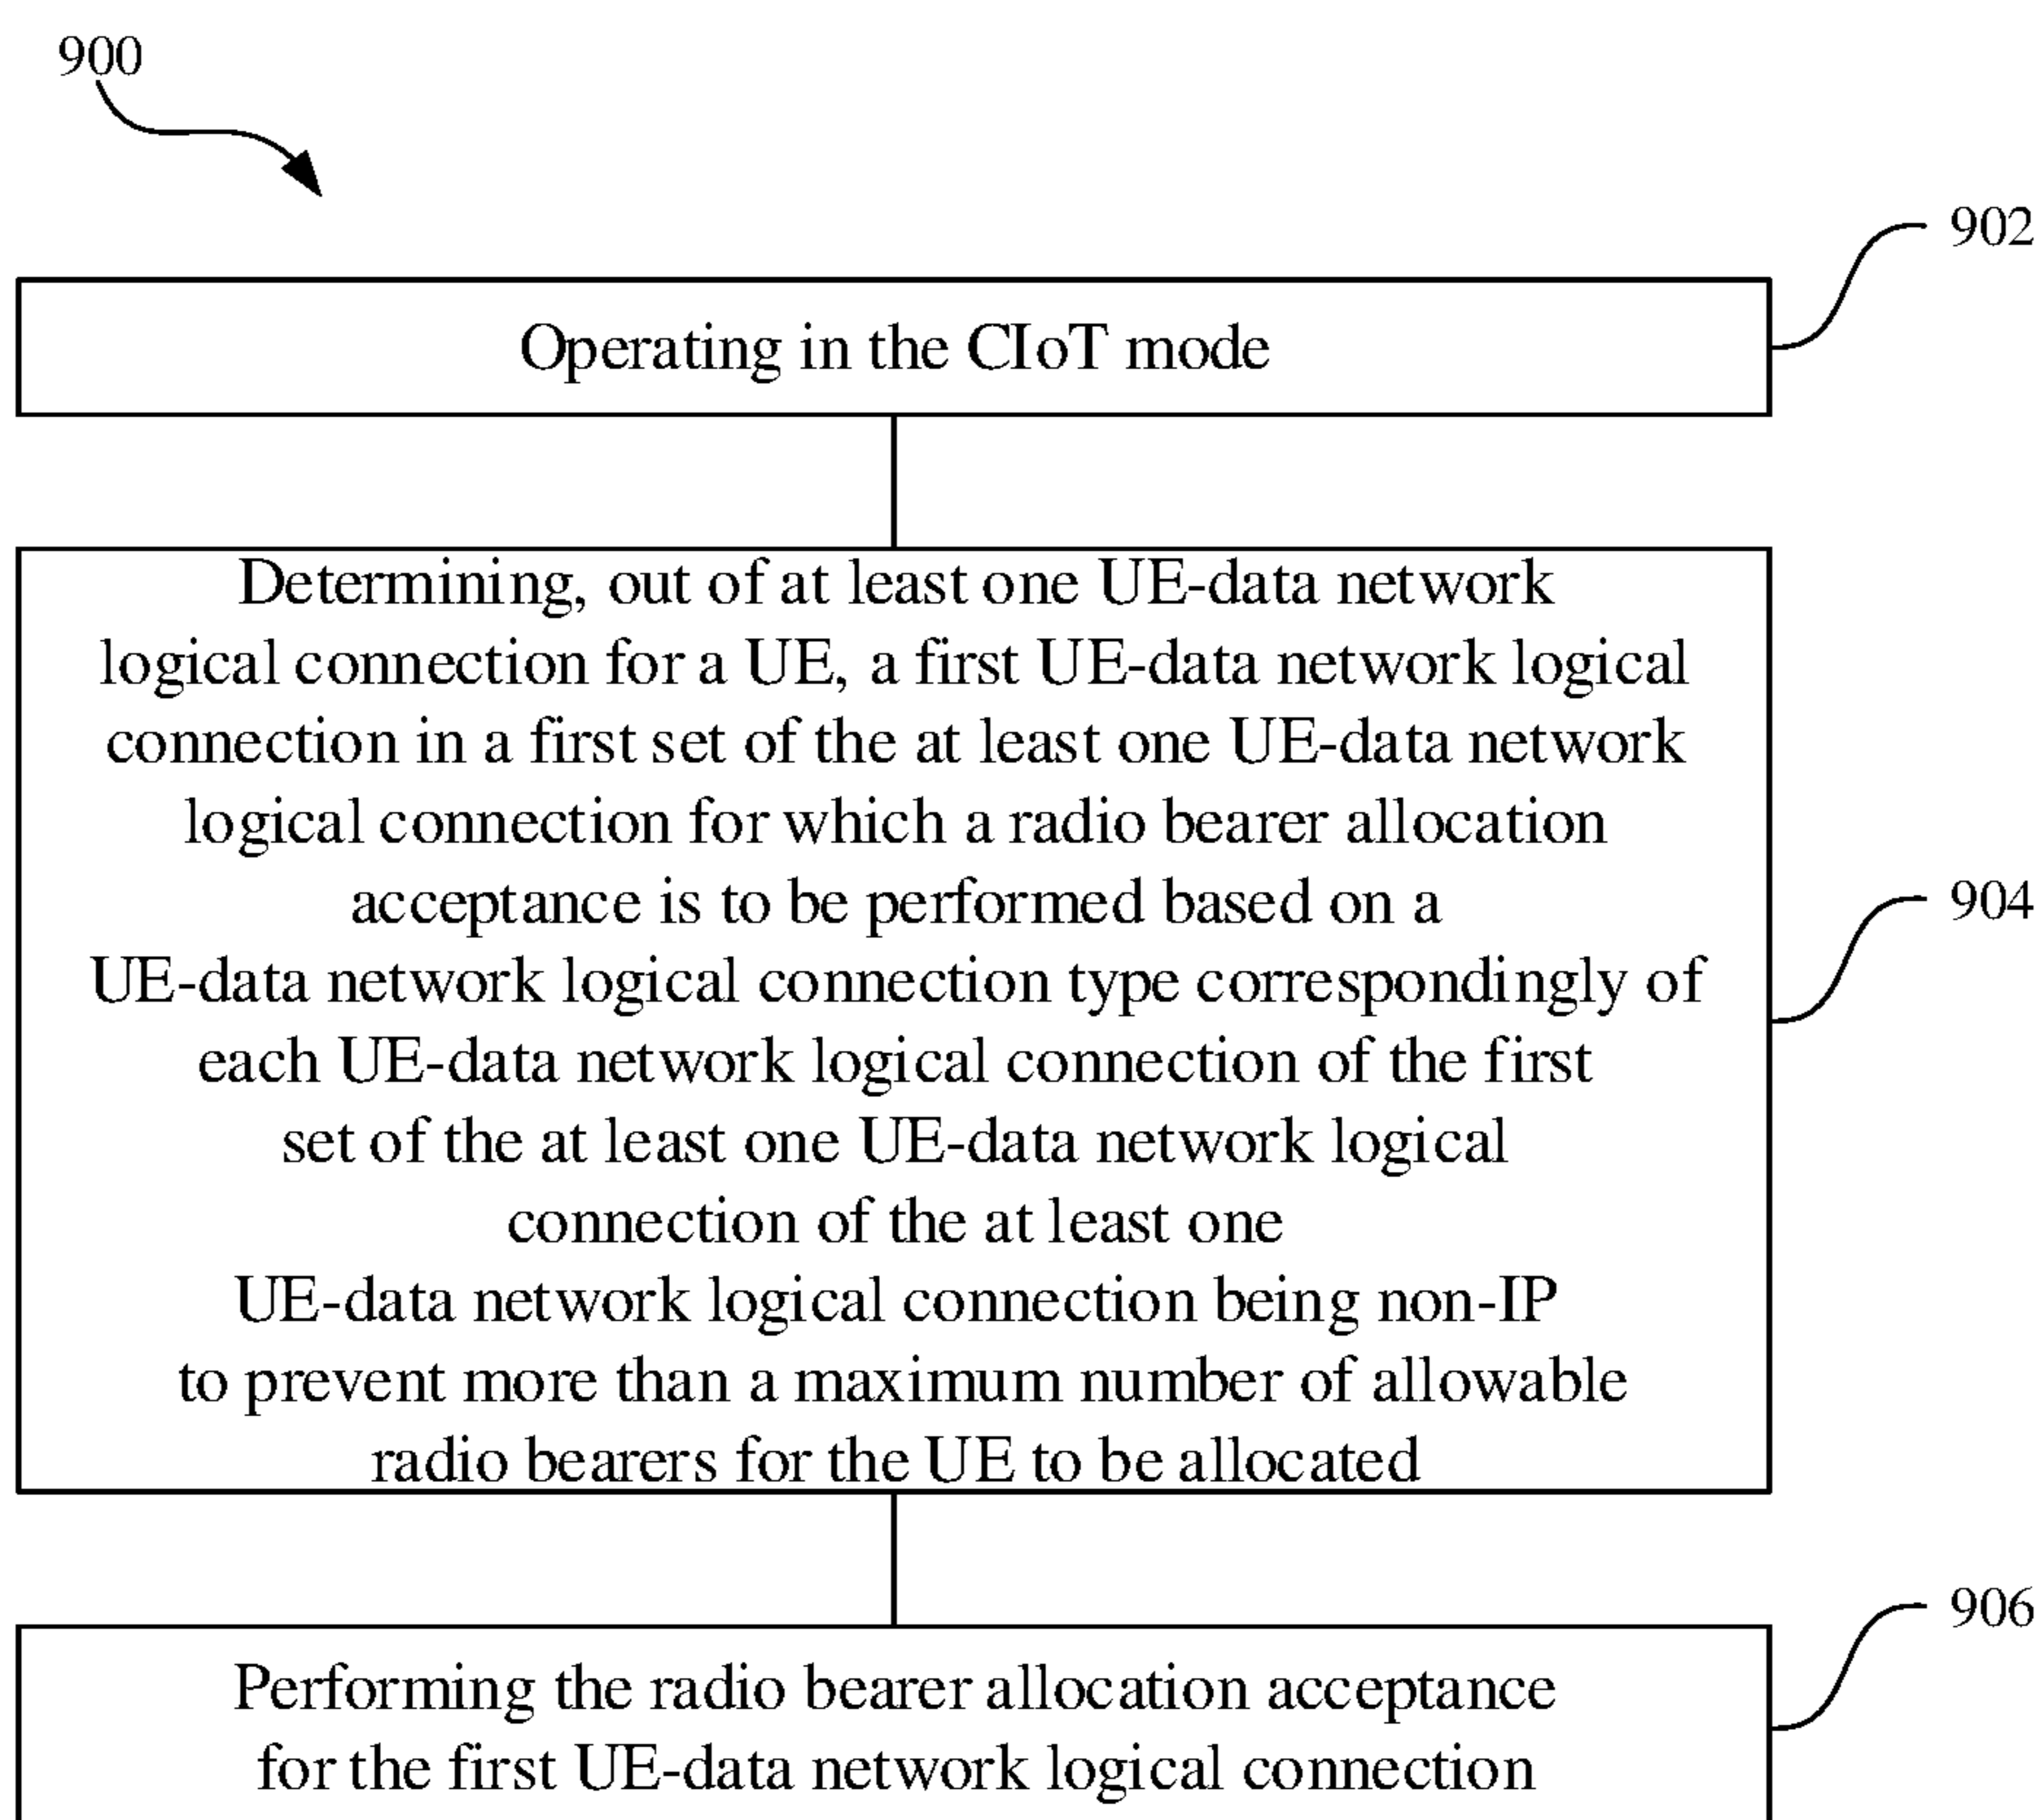 900
902
Operating in the CIoT mode
Determining, out of at least one UE-data network
logical connection for a UE, a first UE-data network logical
connection in a first set of the at least one UE-data network
logical connection for which a radio bearer allocation
acceptance is to be performed based on a
UE-data network logical connection type correspondingly of
each UE-data network logical connection of the first
set of the at least one UE-data network logical
connection of the at least one
UE-data network logical connection being non-IP
to prevent more than a maximum number of allowable
radio bearers for the UE to be allocated
904
906
Performing the radio bearer allocation acceptance
for the first UE-data network logical connection